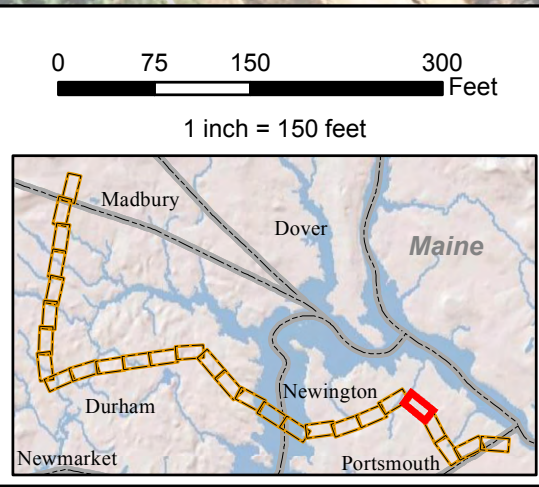 0 75 150 300
Feet
1 inch = 150 feet
Madbury
Dover
Maine
Newington
Durham
Newmarket
Portsmouth